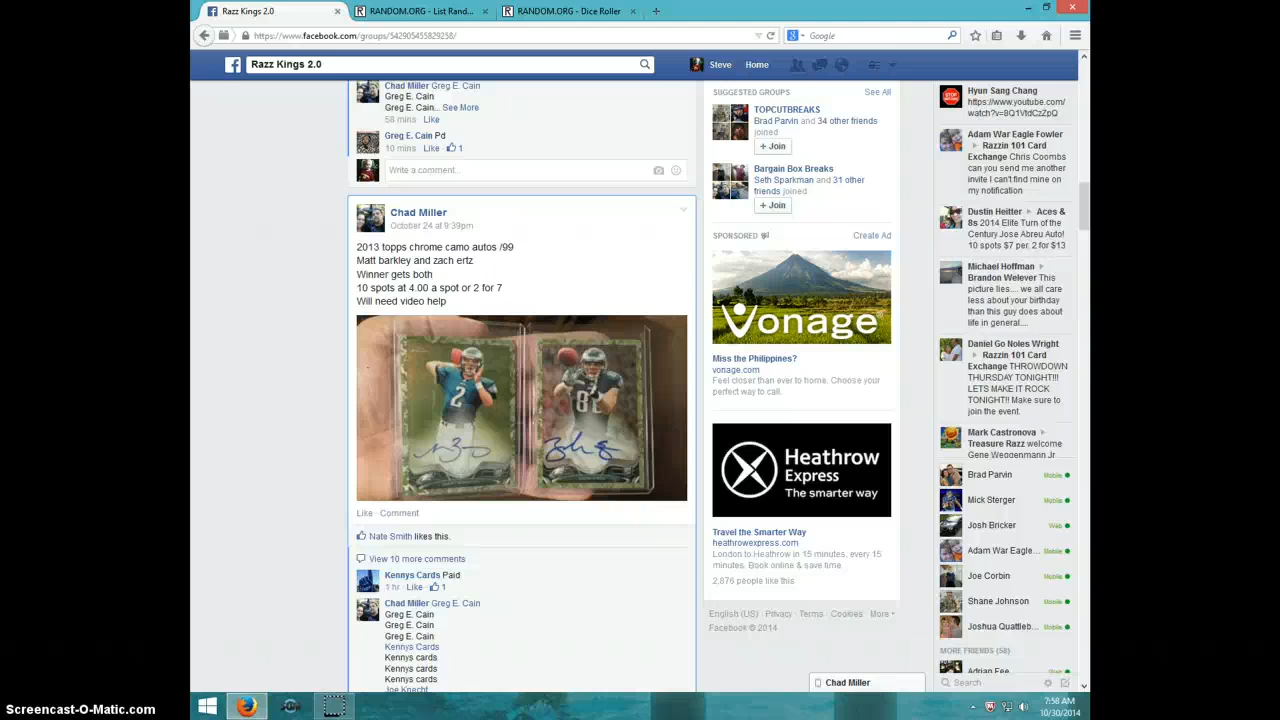 Razz Kings 2.0
RANDOM.ORG - List Rand...
RANDOM.ORG - Dice Roller
https://www.facebook.com/groups/542905455829258/
Google
Razz Kings 2.0
Steve
Home
Chad Miller Greg E. Cain
Greg E. Cain
Greg E. Cain... See More
58 mins Like
Greg E. Cain Pd
10 mins Like 1
Write a comment...
Chad Miller
October 24 at 9:39pm
2013 topps chrome camo autos /99
Matt barkley and zach ertz
Winner gets both
10 spots at 4.00 a spot or 2 for 7
Will need video help
Like · Comment
Nate Smith likes this.
View 10 more comments
Kennys Cards Paid
1 hr · Like · 1
Chad Miller Greg E. Cain
Greg E. Cain
Greg E. Cain
Greg E. Cain
Kennys Cards
Kennys cards
Kennys cards
Kennys cards
Joe Knecht
SUGGESTED GROUPS See All
TOPCUTBREAKS
Brad Parvin and 34 other friends
joined
+ Join
Bargain Box Breaks
Seth Sparkman and 31 other
friends joined
+ Join
SPONSORED Create Ad
Vonage
Miss the Philippines?
vonage.com
Feel closer than ever to home. Choose your
perfect way to call.
Heathrow
Express
The smarter way
Travel the Smarter Way
heathrowexpress.com
London to Heathrow in 15 minutes, every 15
minutes. Book online & save time
2,876 people like this
English (US) · Privacy · Terms · Cookies · More
Facebook © 2014
Chad Miller
Hyun Sang Chang
https://www.youtube.com/
watch?v=8Q1VtdCzZpQ
Adam War Eagle Fowler
Razzin 101 Card
Exchange Chris Coombs
can you send me another
invite I can't find mine on
my notification
Dustin Heitter Aces &
8s 2014 Elite Turn of the
Century Jose Abreu Auto!
10 spots $7 per, 2 for $13
Michael Hoffman
Brandon Welever This
picture lies.... we all care
less about your birthday
than this guy does about
life in general....
Daniel Go Noles Wright
Razzin 101 Card
Exchange THROWDOWN
THURSDAY TONIGHT!!!
LETS MAKE IT ROCK
TONIGHT!! Make sure to
join the event.
Mark Castronova
Treasure Razz welcome
Gene Weggenmann Jr
Brad Parvin Mobile
Mick Sterger Mobile
Josh Bricker Web
Adam War Eagle... Mobile
Joe Corbin Mobile
Shane Johnson Mobile
Joshua Quattleb... Mobile
MORE FRIENDS (58)
Adrian Fee Web
Search
7:58 AM
10/30/2014
Screencast-O-Matic.com